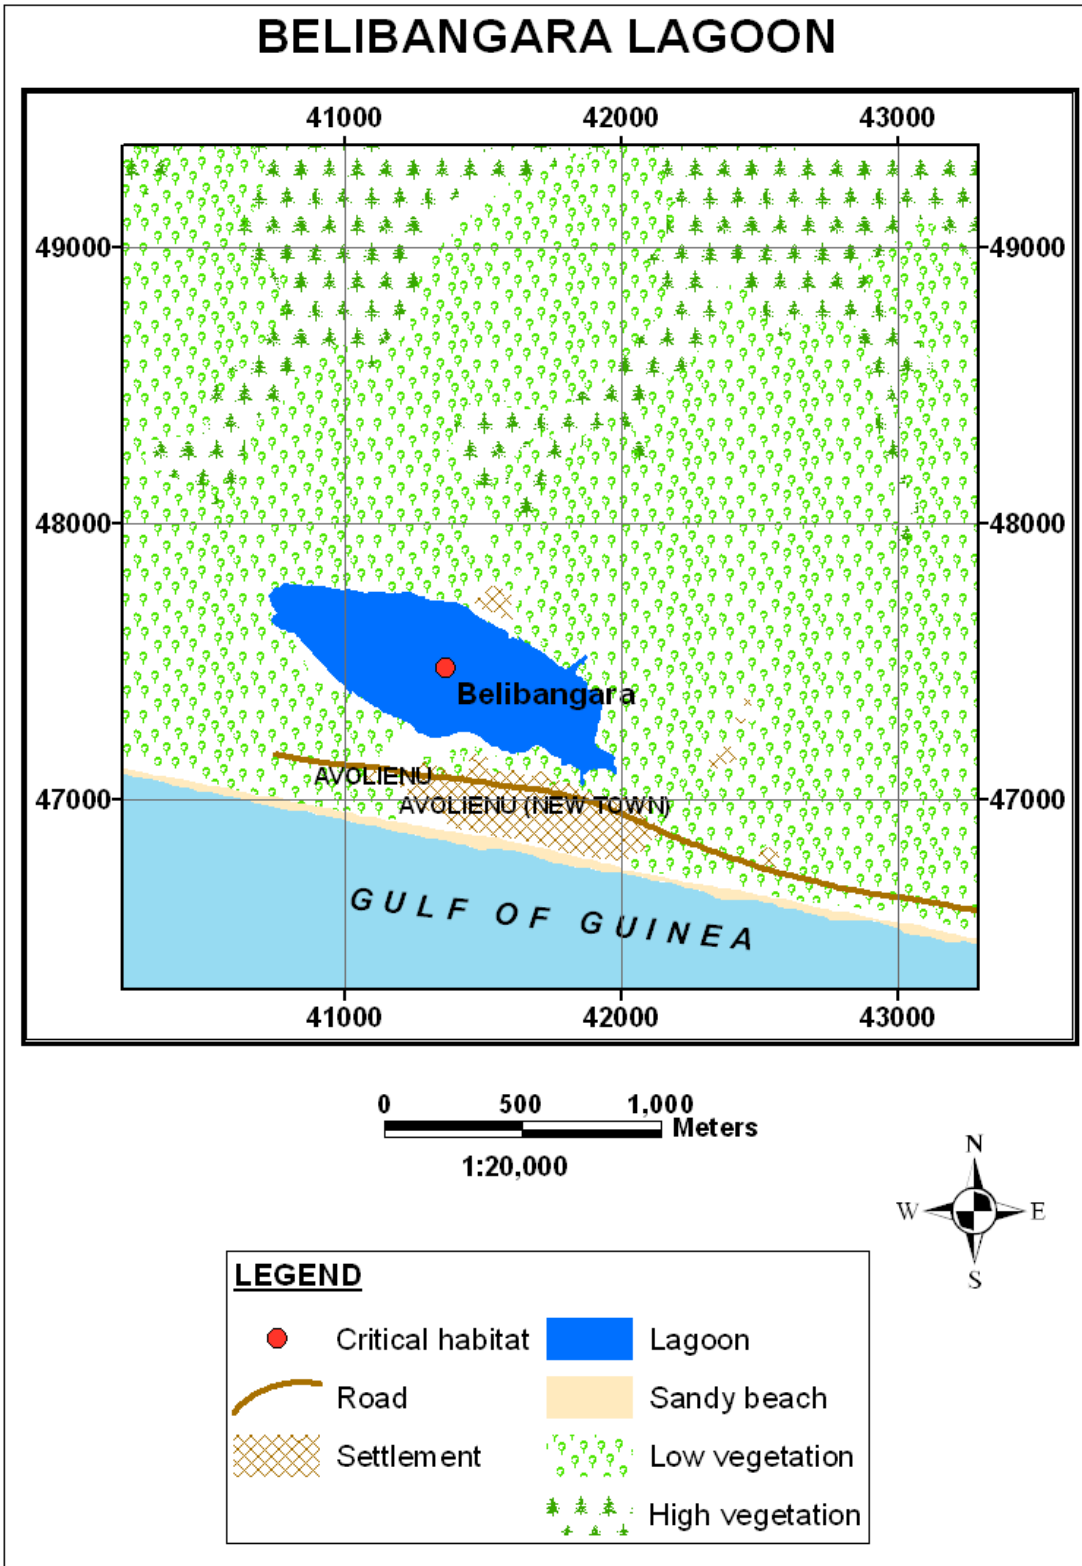 BELIBANGARA LAGOON
41000 42000 43000
49000 49000
48000 48000
Belibangara
AVOLIENU
47000 AVOLIENU (NEW TOWN) 47000
GULF OF GUINEA
41000 42000 43000
0 500 1,000
Meters
1:20,000
N
W E
S
LEGEND
Critical habitat Lagoon
Road Sandy beach
Settlement Low vegetation
High vegetation